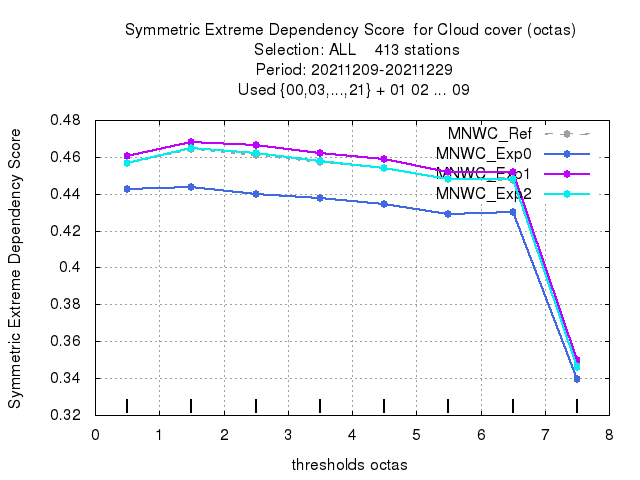 Symmetric Extreme Dependency Score  for Cloud cover (octas)
Selection: ALL    413 stations
Period: 20211209-20211229
Used {00,03,...,21} + 01 02 ... 09
Symmetric Extreme Dependency Score
0.48
0.46
0.44
0.42
0.4
0.38
0.36
0.34
0.32
MNWC_Ref
MNWC_Exp0
MNWC_Exp1
MNWC_Exp2
0 1 2 3 4 5 6 7 8
thresholds octas